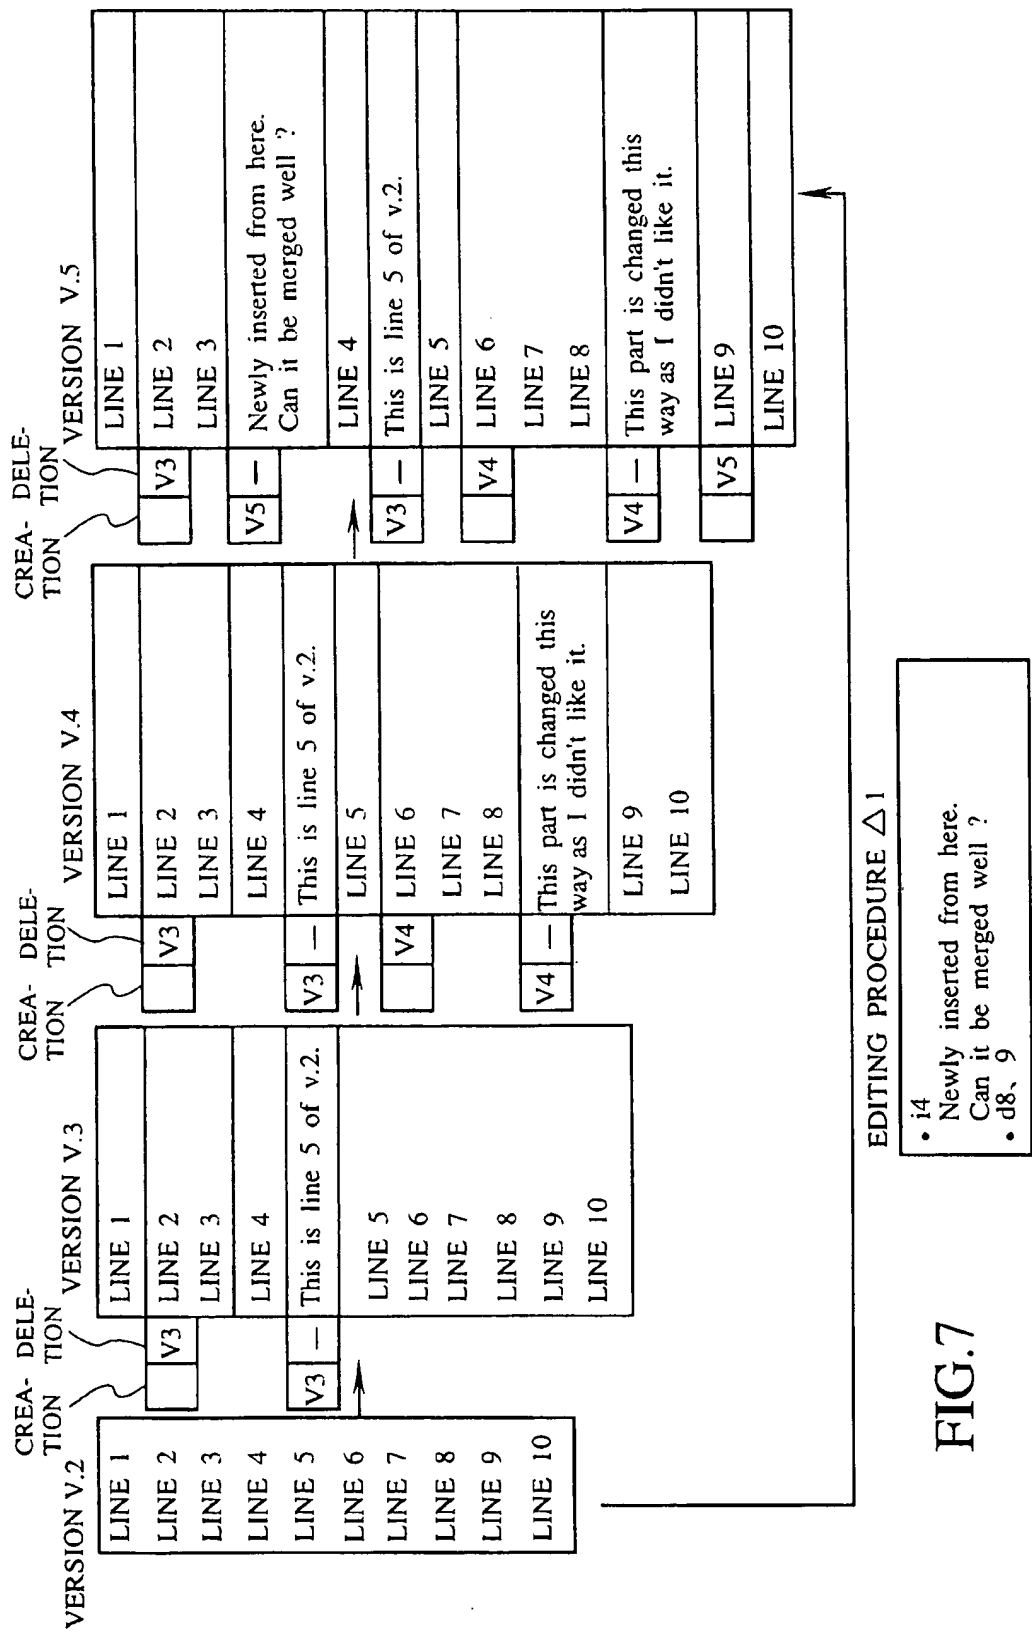 VERSION V.2
LINE 1
LINE 2
LINE 3
LINE 4
LINE 5
LINE 6
LINE 7
LINE 8
LINE 9
LINE 10
CREA-
TION
DELE-
TION
VERSION V.3
LINE 1
V3
LINE 2
LINE 3
LINE 4
V3 — This is line 5 of v.2.
LINE 5
LINE 6
LINE 7
LINE 8
LINE 9
LINE 10
CREA-
TION
DELE-
TION
VERSION V.4
LINE 1
V3
LINE 2
LINE 3
LINE 4
V3 — This is line 5 of v.2.
LINE 5
V4
LINE 6
LINE 7
LINE 8
V4 — This part is changed this
way as I didn't like it.
LINE 9
LINE 10
CREA-
TION
DELE-
TION
VERSION V.5
LINE 1
V3
LINE 2
LINE 3
V5 — Newly inserted from here.
Can it be merged well ?
LINE 4
V3 — This is line 5 of v.2.
LINE 5
V4
LINE 6
LINE 7
LINE 8
V4 — This part is changed this
way as I didn't like it.
V5
LINE 9
LINE 10
EDITING PROCEDURE △1
• i4
Newly inserted from here.
Can it be merged well ?
• d8、9
FIG.7